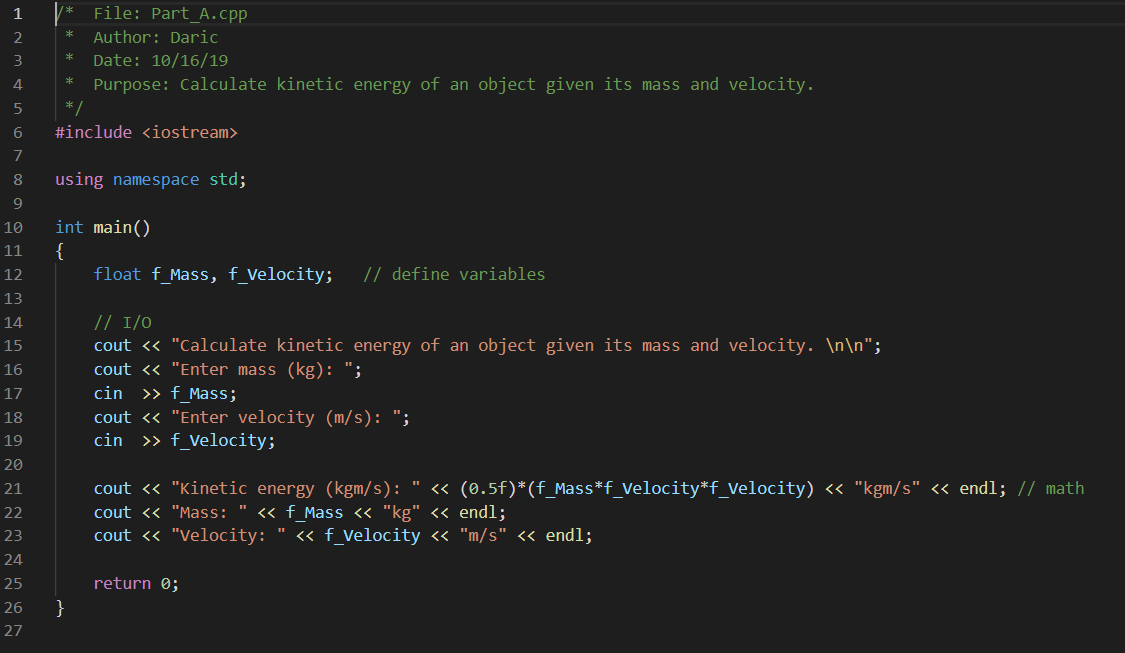 1 /*  File: Part_A.cpp
2  *  Author: Daric
3  *  Date: 10/16/19
4  *  Purpose: Calculate kinetic energy of an object given its mass and velocity.
5  */
6 #include <iostream>
7
8 using namespace std;
9
10 int main()
11 {
12     float f_Mass, f_Velocity;   // define variables
13
14     // I/O
15     cout << "Calculate kinetic energy of an object given its mass and velocity. \n\n";
16     cout << "Enter mass (kg): ";
17     cin  >> f_Mass;
18     cout << "Enter velocity (m/s): ";
19     cin  >> f_Velocity;
20
21     cout << "Kinetic energy (kgm/s): " << (0.5f)*(f_Mass*f_Velocity*f_Velocity) << "kgm/s" << endl; // math
22     cout << "Mass: " << f_Mass << "kg" << endl;
23     cout << "Velocity: " << f_Velocity << "m/s" << endl;
24
25     return 0;
26 }
27